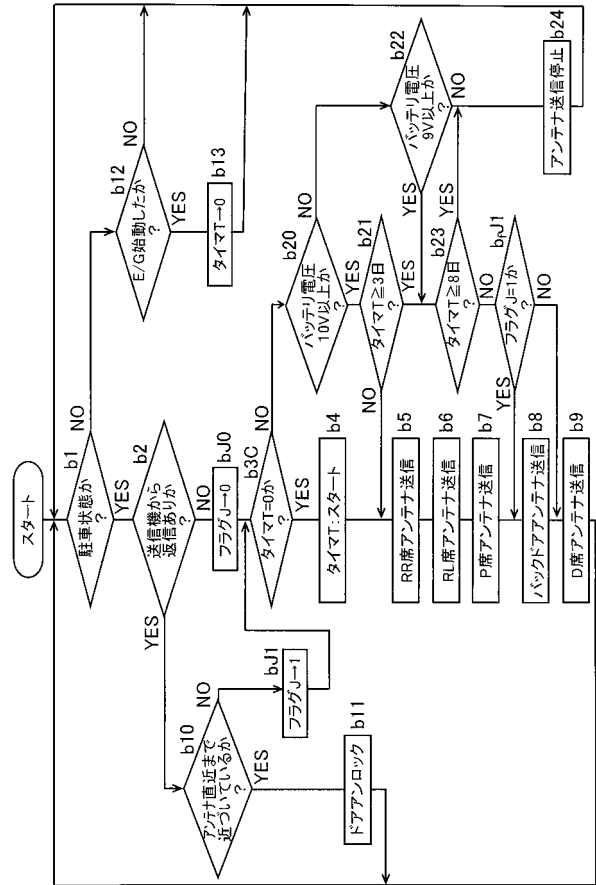 スタート
b1
駐車状態か
?
NO
YES
b12
E/G始動したか
?
NO
YES
b13
タイマT→0
b2
送信機から
返信ありか
?
YES
NO
bJ0
フラグJ→0
b10
アンテナ直近まで
近づいているか
?
NO
YES
bJ1
フラグJ→1
b11
ドアアンロック
b3C
タイマT=0か
?
NO
YES
b4
タイマT:スタート
b20
バッテリ電圧
10V以上か
?
NO
YES
b21
タイマT≧3日
?
NO
YES
b22
バッテリ電圧
9V以上か
?
YES
NO
b23
タイマT≧8日
?
YES
NO
bpJ1
フラグJ=1か
?
YES
NO
b24
アンテナ送信停止
b5
RR席アンテナ送信
b6
RL席アンテナ送信
b7
P席アンテナ送信
b8
バックドアアンテナ送信
b9
D席アンテナ送信